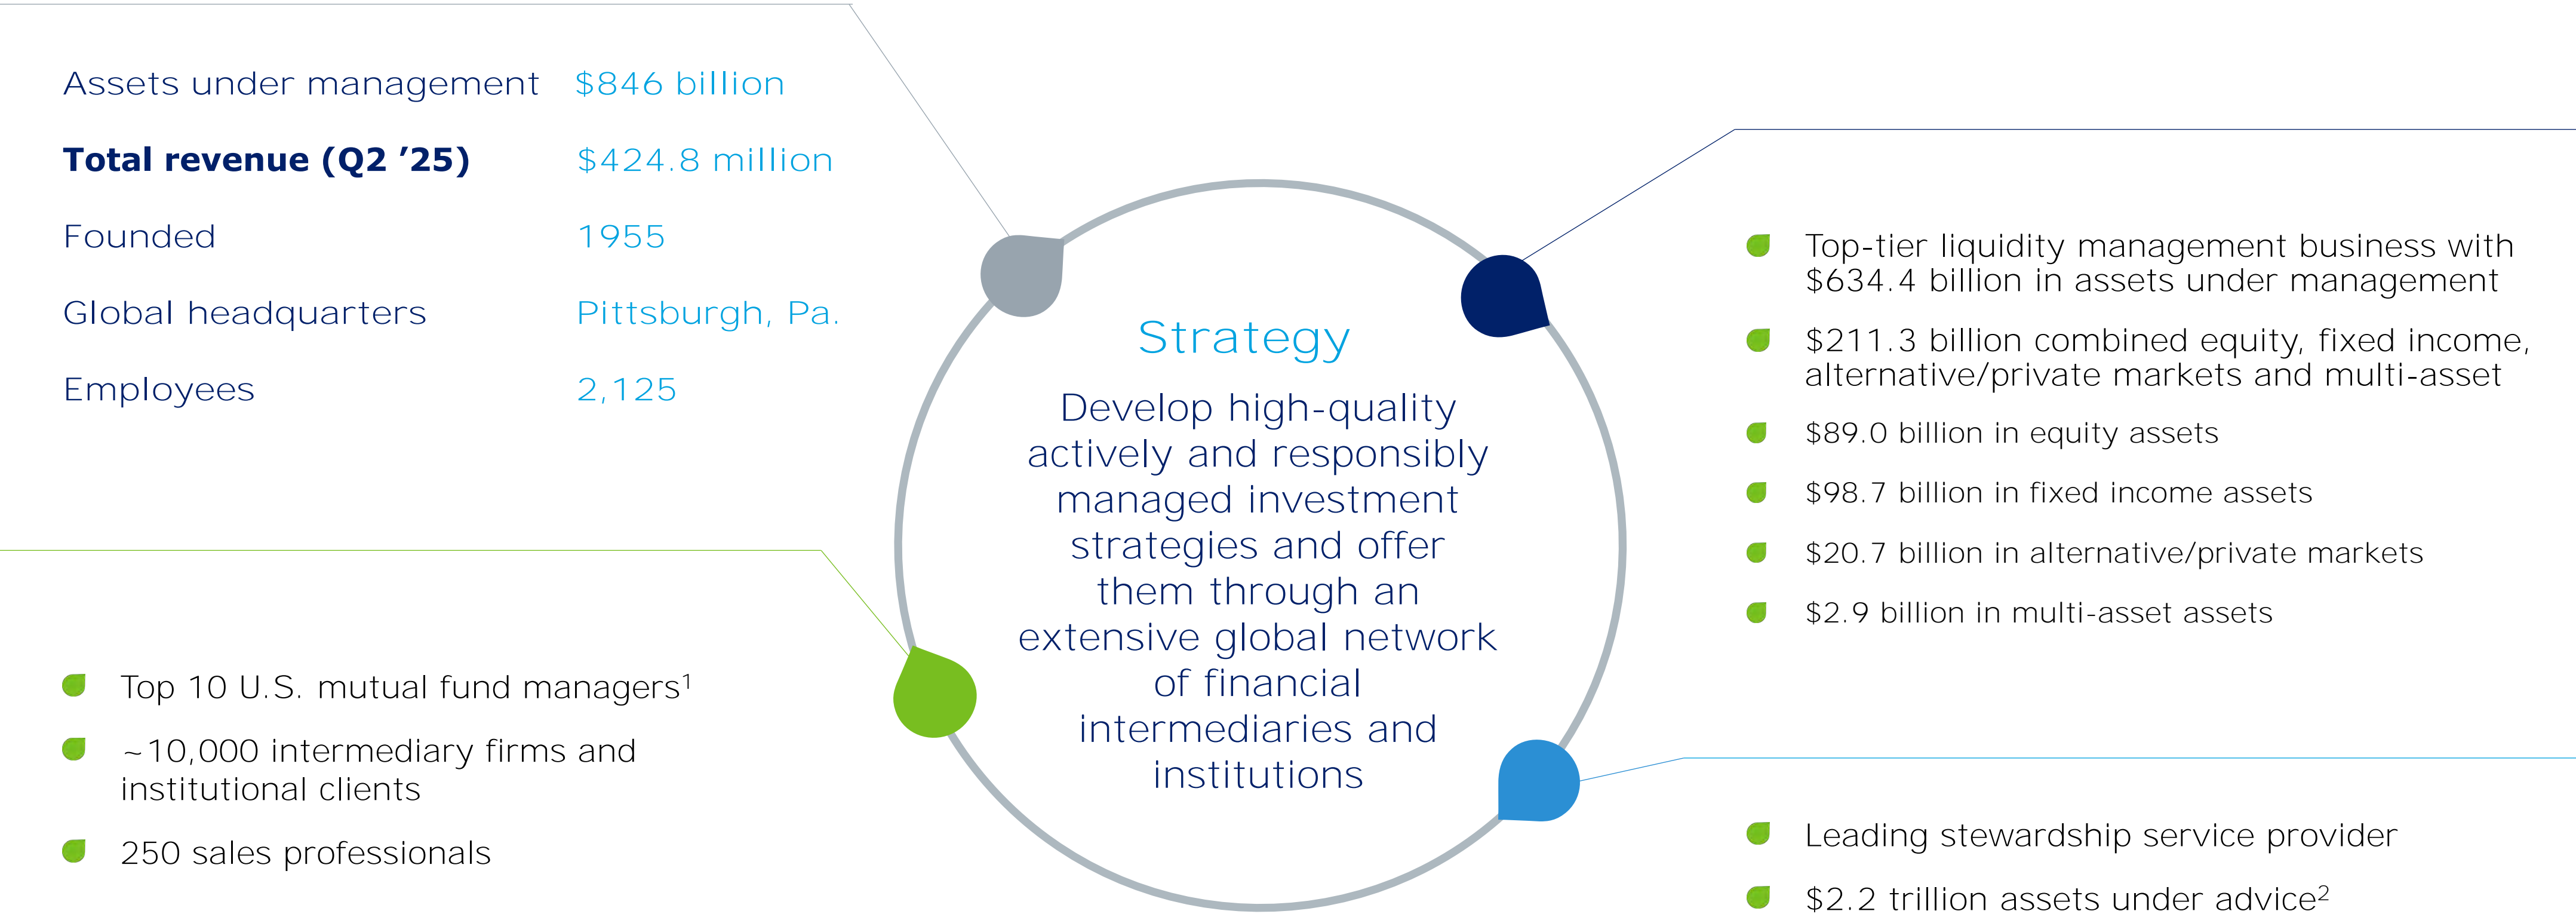 Assets under management $846 billion
Total revenue (Q2 ’25) $424.8 million
Founded 1955
Global headquarters Pittsburgh, Pa.
Employees 2,125
Top 10 U.S. mutual fund managers¹
~10,000 intermediary firms and
institutional clients
250 sales professionals
Strategy
Develop high-quality
actively and responsibly
managed investment
strategies and offer
them through an
extensive global network
of financial
intermediaries and
institutions
Top-tier liquidity management business with
$634.4 billion in assets under management
$211.3 billion combined equity, fixed income,
alternative/private markets and multi-asset
$89.0 billion in equity assets
$98.7 billion in fixed income assets
$20.7 billion in alternative/private markets
$2.9 billion in multi-asset assets
Leading stewardship service provider
$2.2 trillion assets under advice²